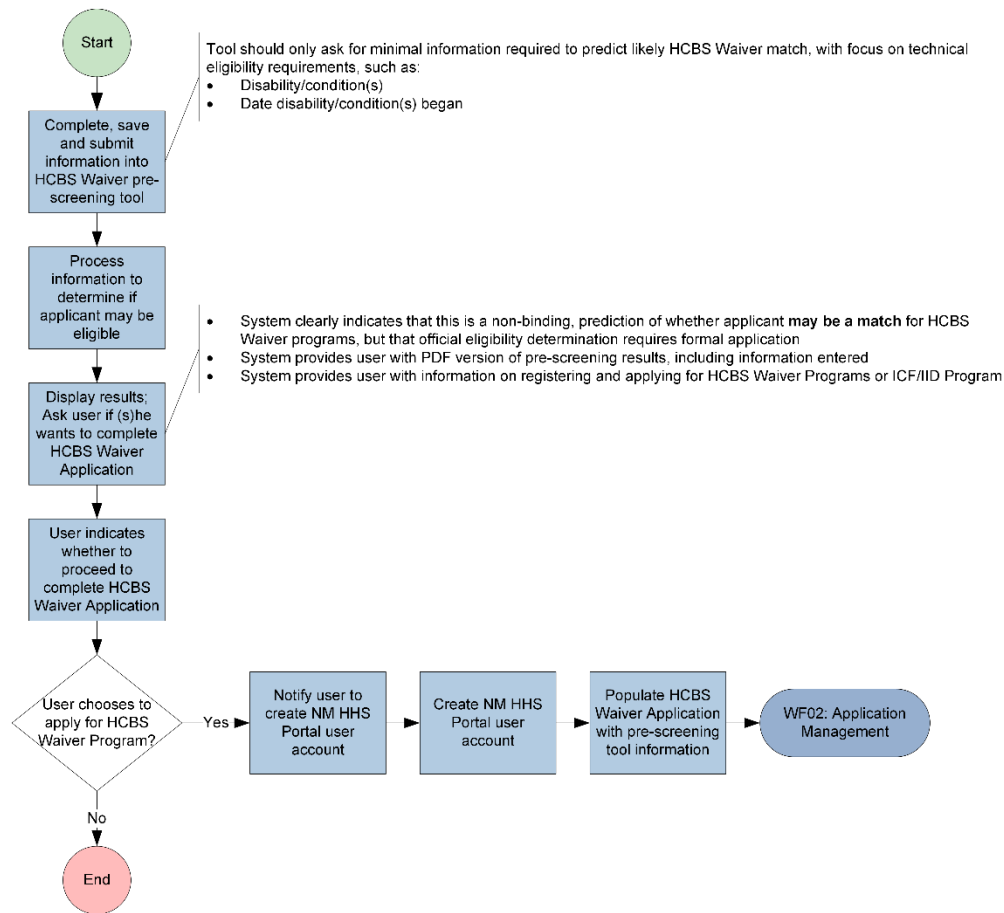 Start
Tool should only ask for minimal information required to predict likely HCBS Waiver match, with focus on technical
eligibility requirements, such as:
• Disability/condition(s)
• Date disability/condition(s) began
Complete, save
and submit
information into
HCBS Waiver pre-
screening tool
Process
information to
determine if
applicant may be
eligible
• System clearly indicates that this is a non-binding, prediction of whether applicant may be a match for HCBS
Waiver programs, but that official eligibility determination requires formal application
• System provides user with PDF version of pre-screening results, including information entered
• System provides user with information on registering and applying for HCBS Waiver Programs or ICF/IID Program
Display results;
Ask user if (s)he
wants to complete
HCBS Waiver
Application
User indicates
whether to
proceed to
complete HCBS
Waiver Application
User chooses to
apply for HCBS
Waiver Program?
Yes
Notify user to
create NM HHS
Portal user
account
Create NM HHS
Portal user
account
Populate HCBS
Waiver Application
with pre-screening
tool information
WF02: Application
Management
No
End